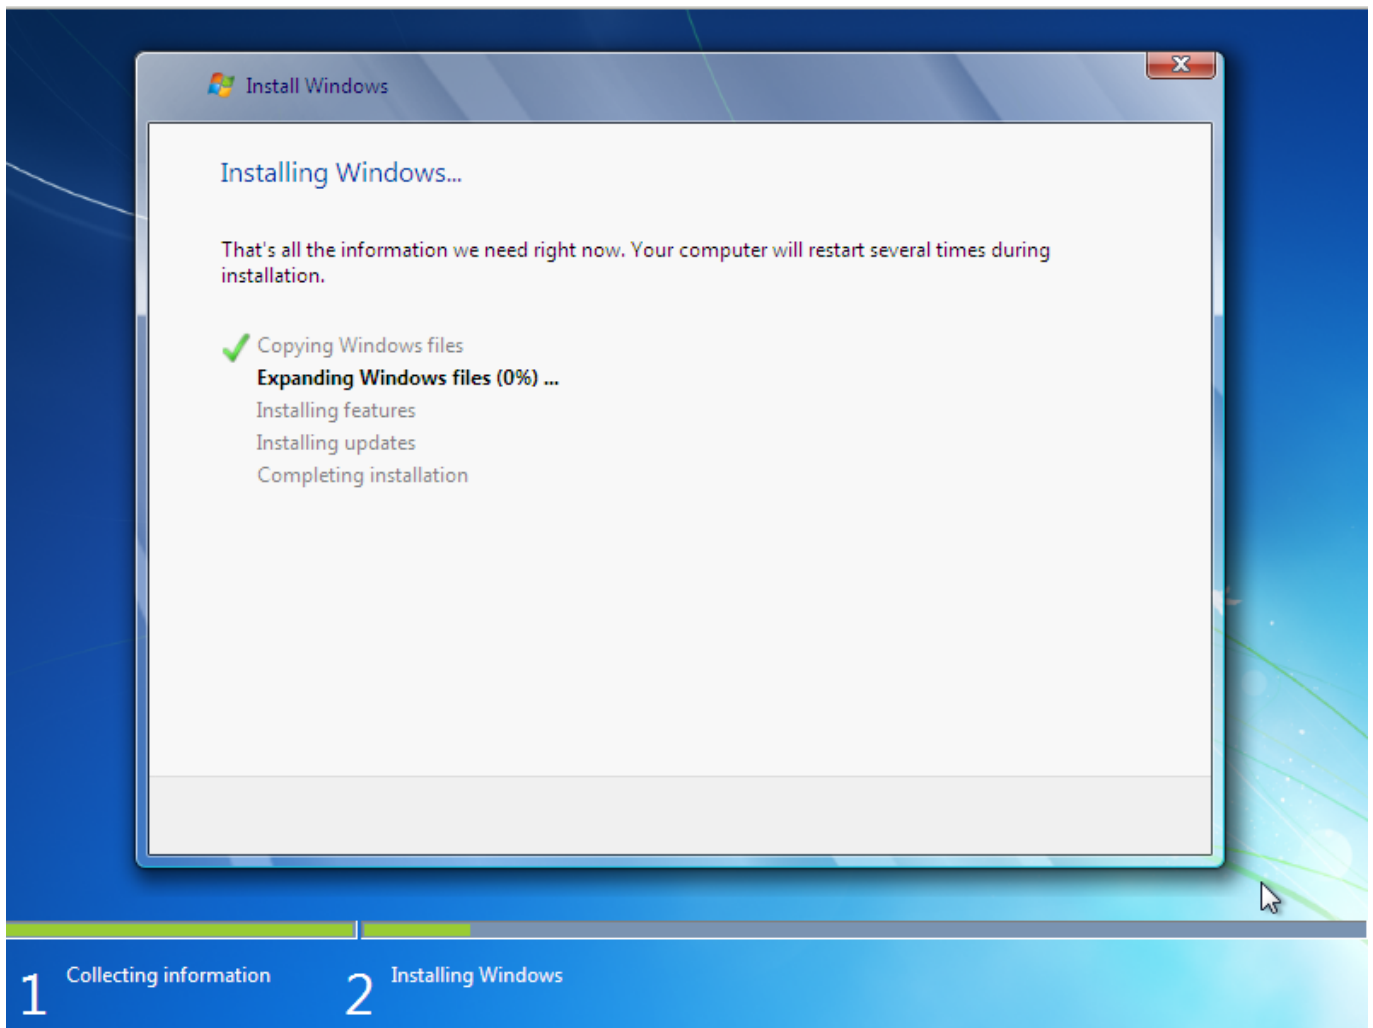 Install Windows
Installing Windows...
That's all the information we need right now. Your computer will restart several times during
installation.
Copying Windows files
Expanding Windows files (0%) ...
Installing features
Installing updates
Completing installation
1 Collecting information 2 Installing Windows